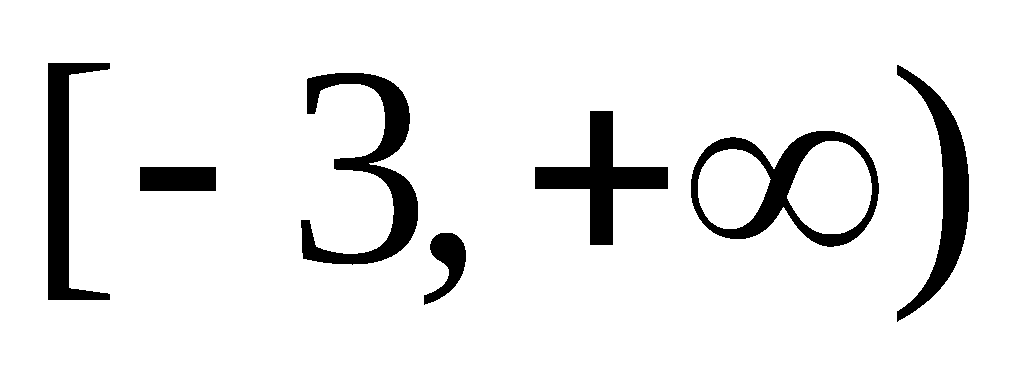 [- 3, +∞)